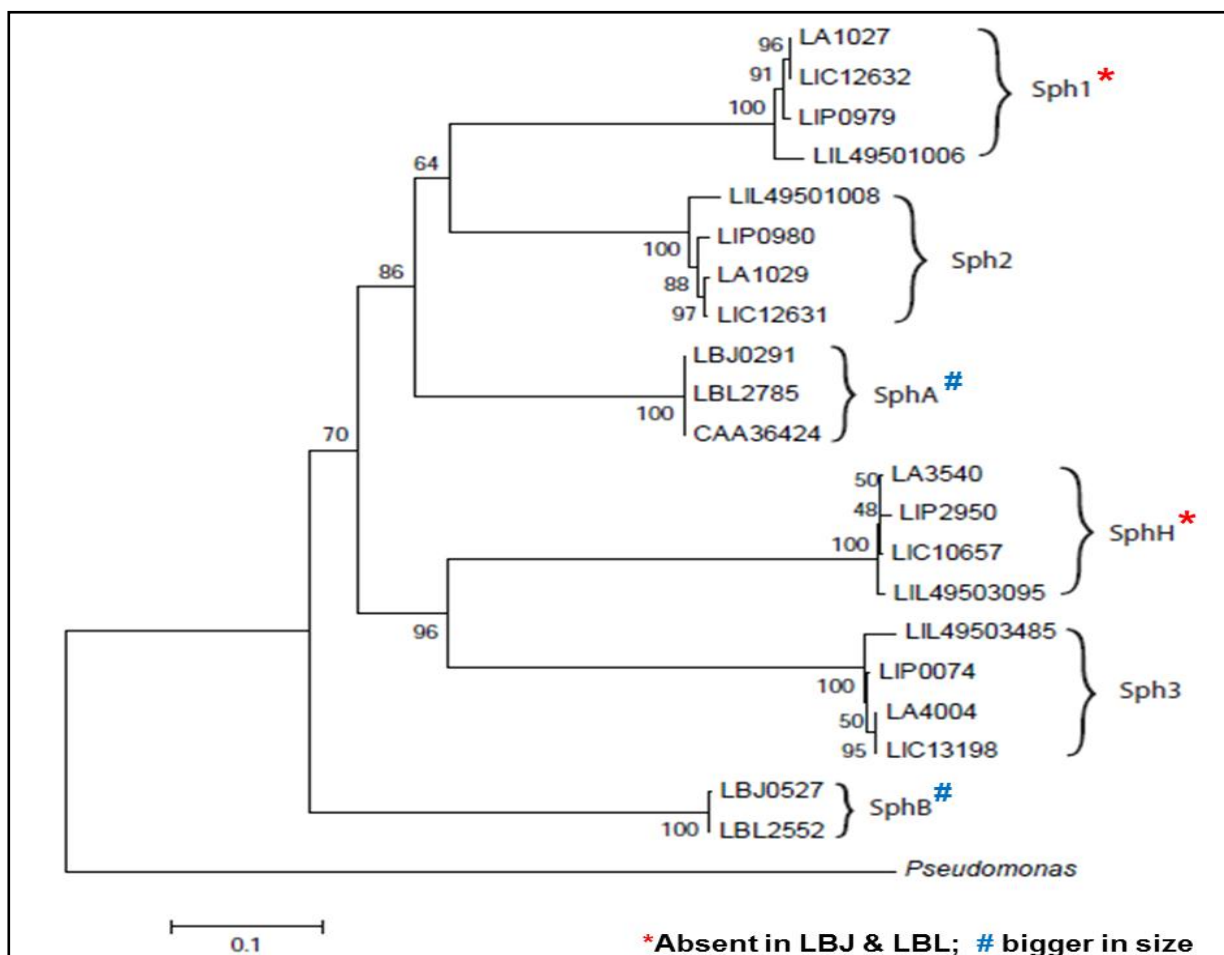 96
LA1027
91
LIC12632
Sph1*
100
LIP0979
LIL49501006
64
LIL49501008
LIP0980
100
LA1029
Sph2
88
86
97
LIC12631
LBJ0291
LBL2785
SphA#
100
CAA36424
70
LA3540
50
48
LIP2950
SphH*
100
LIC10657
LIL49503095
96
LIL49503485
LIP0074
100
Sph3
LA4004
50
95
LIC13198
LBJ0527
SphB#
100
LBL2552
Pseudomonas
0.1
*Absent in LBJ & LBL; # bigger in size